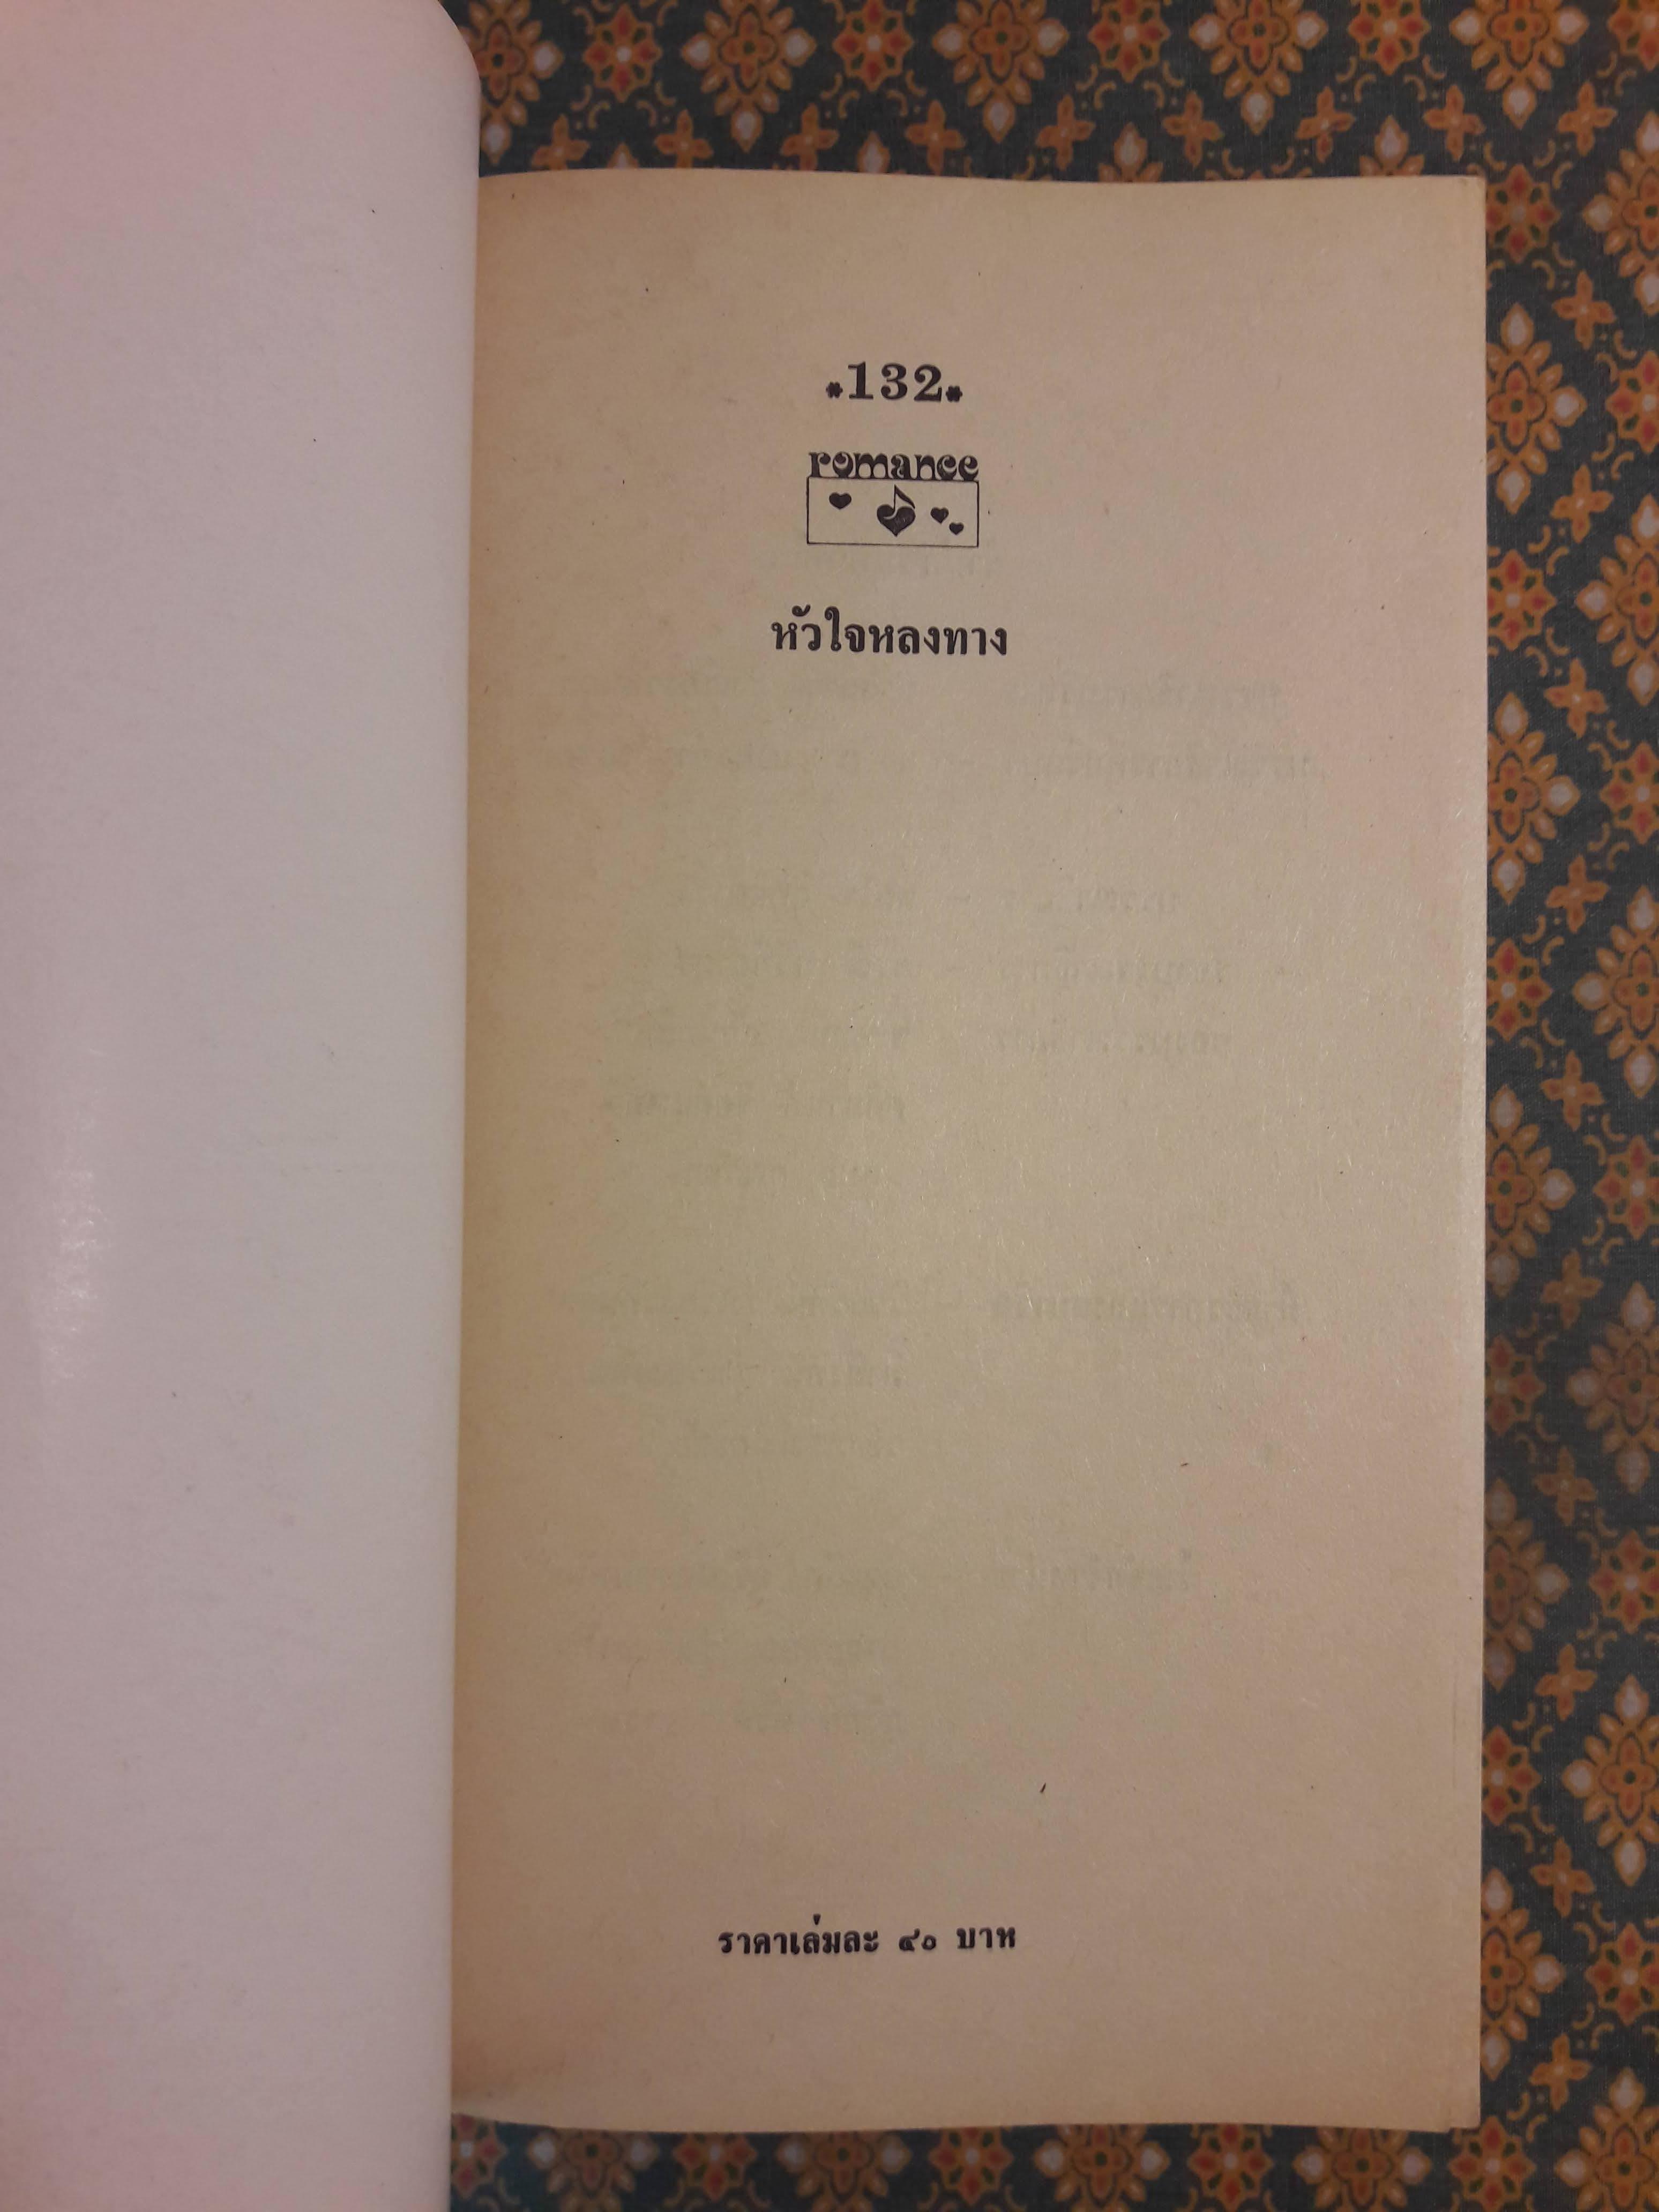 *132*
romance
หัวใจหลงทาง
ราคาเล่มละ ๔๐ บาท